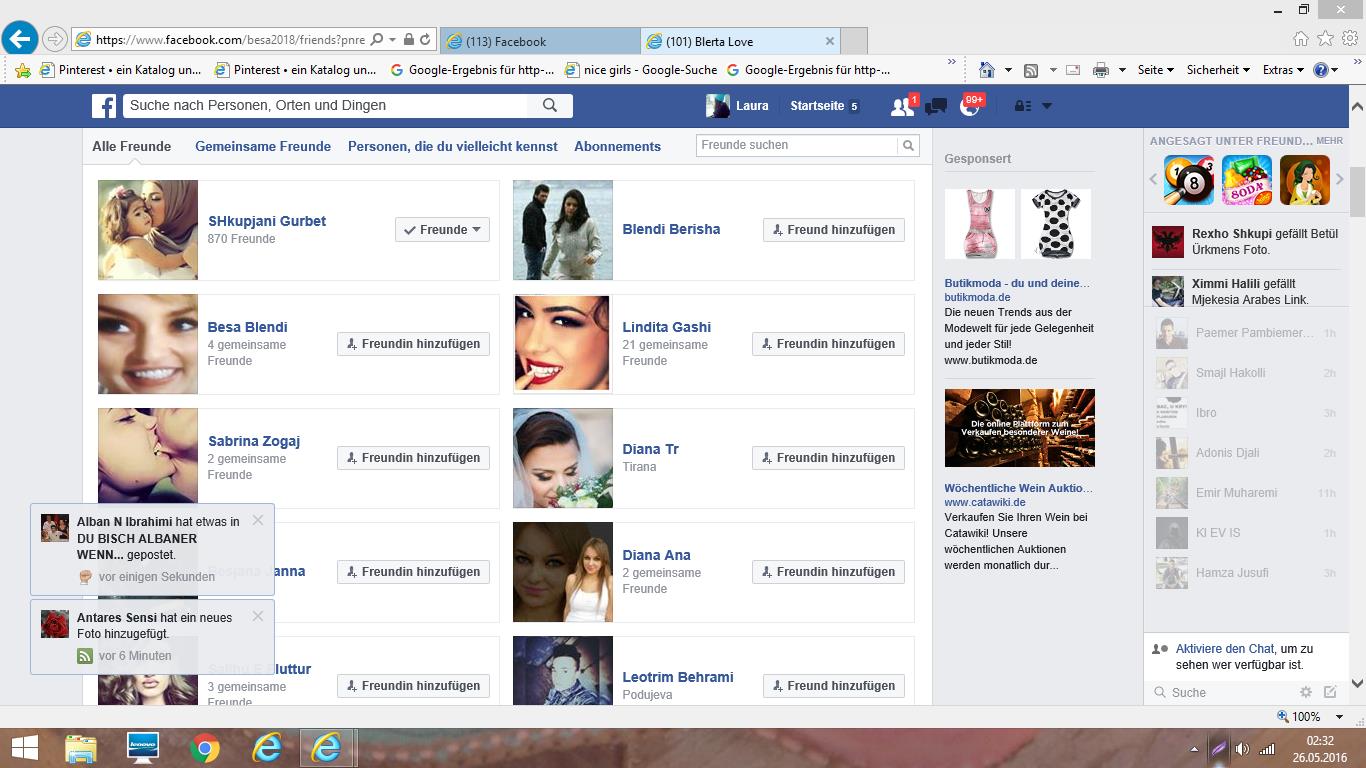 https://www.facebook.com/besa2018/friends?pnre
(113) Facebook
(101) Blerta Love
Pinterest • ein Katalog un...
Pinterest • ein Katalog un...
Google-Ergebnis für http-...
nice girls - Google-Suche
Google-Ergebnis für http-...
Seite
Sicherheit
Extras
Suche nach Personen, Orten und Dingen
Laura
Startseite 5
1
99+
Alle Freunde
Gemeinsame Freunde
Personen, die du vielleicht kennst
Abonnements
Freunde suchen
SHkupjani Gurbet
870 Freunde
Freunde
Blendi Berisha
Freund hinzufügen
Besa Blendi
4 gemeinsame
Freunde
Freundin hinzufügen
Lindita Gashi
21 gemeinsame
Freunde
Freundin hinzufügen
Sabrina Zogaj
2 gemeinsame
Freunde
Freundin hinzufügen
Diana Tr
Tirana
Freundin hinzufügen
Janna
Freundin hinzufügen
Diana Ana
2 gemeinsame
Freunde
Freundin hinzufügen
3 gemeinsame
Freunde
Freundin hinzufügen
Leotrim Behrami
Podujeva
Freund hinzufügen
Alban N Ibrahimi hat etwas in
DU BISCH ALBANER
WENN... gepostet.
vor einigen Sekunden
Antares Sensi hat ein neues
Foto hinzugefügt.
vor 6 Minuten
Gesponsert
Butikmoda - du und deine...
butikmoda.de
Die neuen Trends aus der
Modewelt für jede Gelegenheit
und jeder Stil!
www.butikmoda.de
Die online Plattform zum
Verkaufen besonderer Weine!
Wöchentliche Wein Auktio...
www.catawiki.de
Verkaufen Sie Ihren Wein bei
Catawiki! Unsere
wöchentlichen Auktionen
werden monatlich dur...
ANGESAGT UNTER FREUND...
MEHR
8
SODA
Rexho Shkupi gefällt Betül
Ürkmens Foto.
Ximmi Halili gefällt
Mjekesia Arabes Link.
Paemer Pambiemer... 1h
Smajl Hakolli 2h
Ibro 3h
Adonis Djali 2h
Emir Muharemi 11h
KI EV IS 1h
Hamza Jusufi 3h
Aktiviere den Chat, um zu
sehen wer verfügbar ist.
Suche
100%
lenovo
02:32
26.05.2016